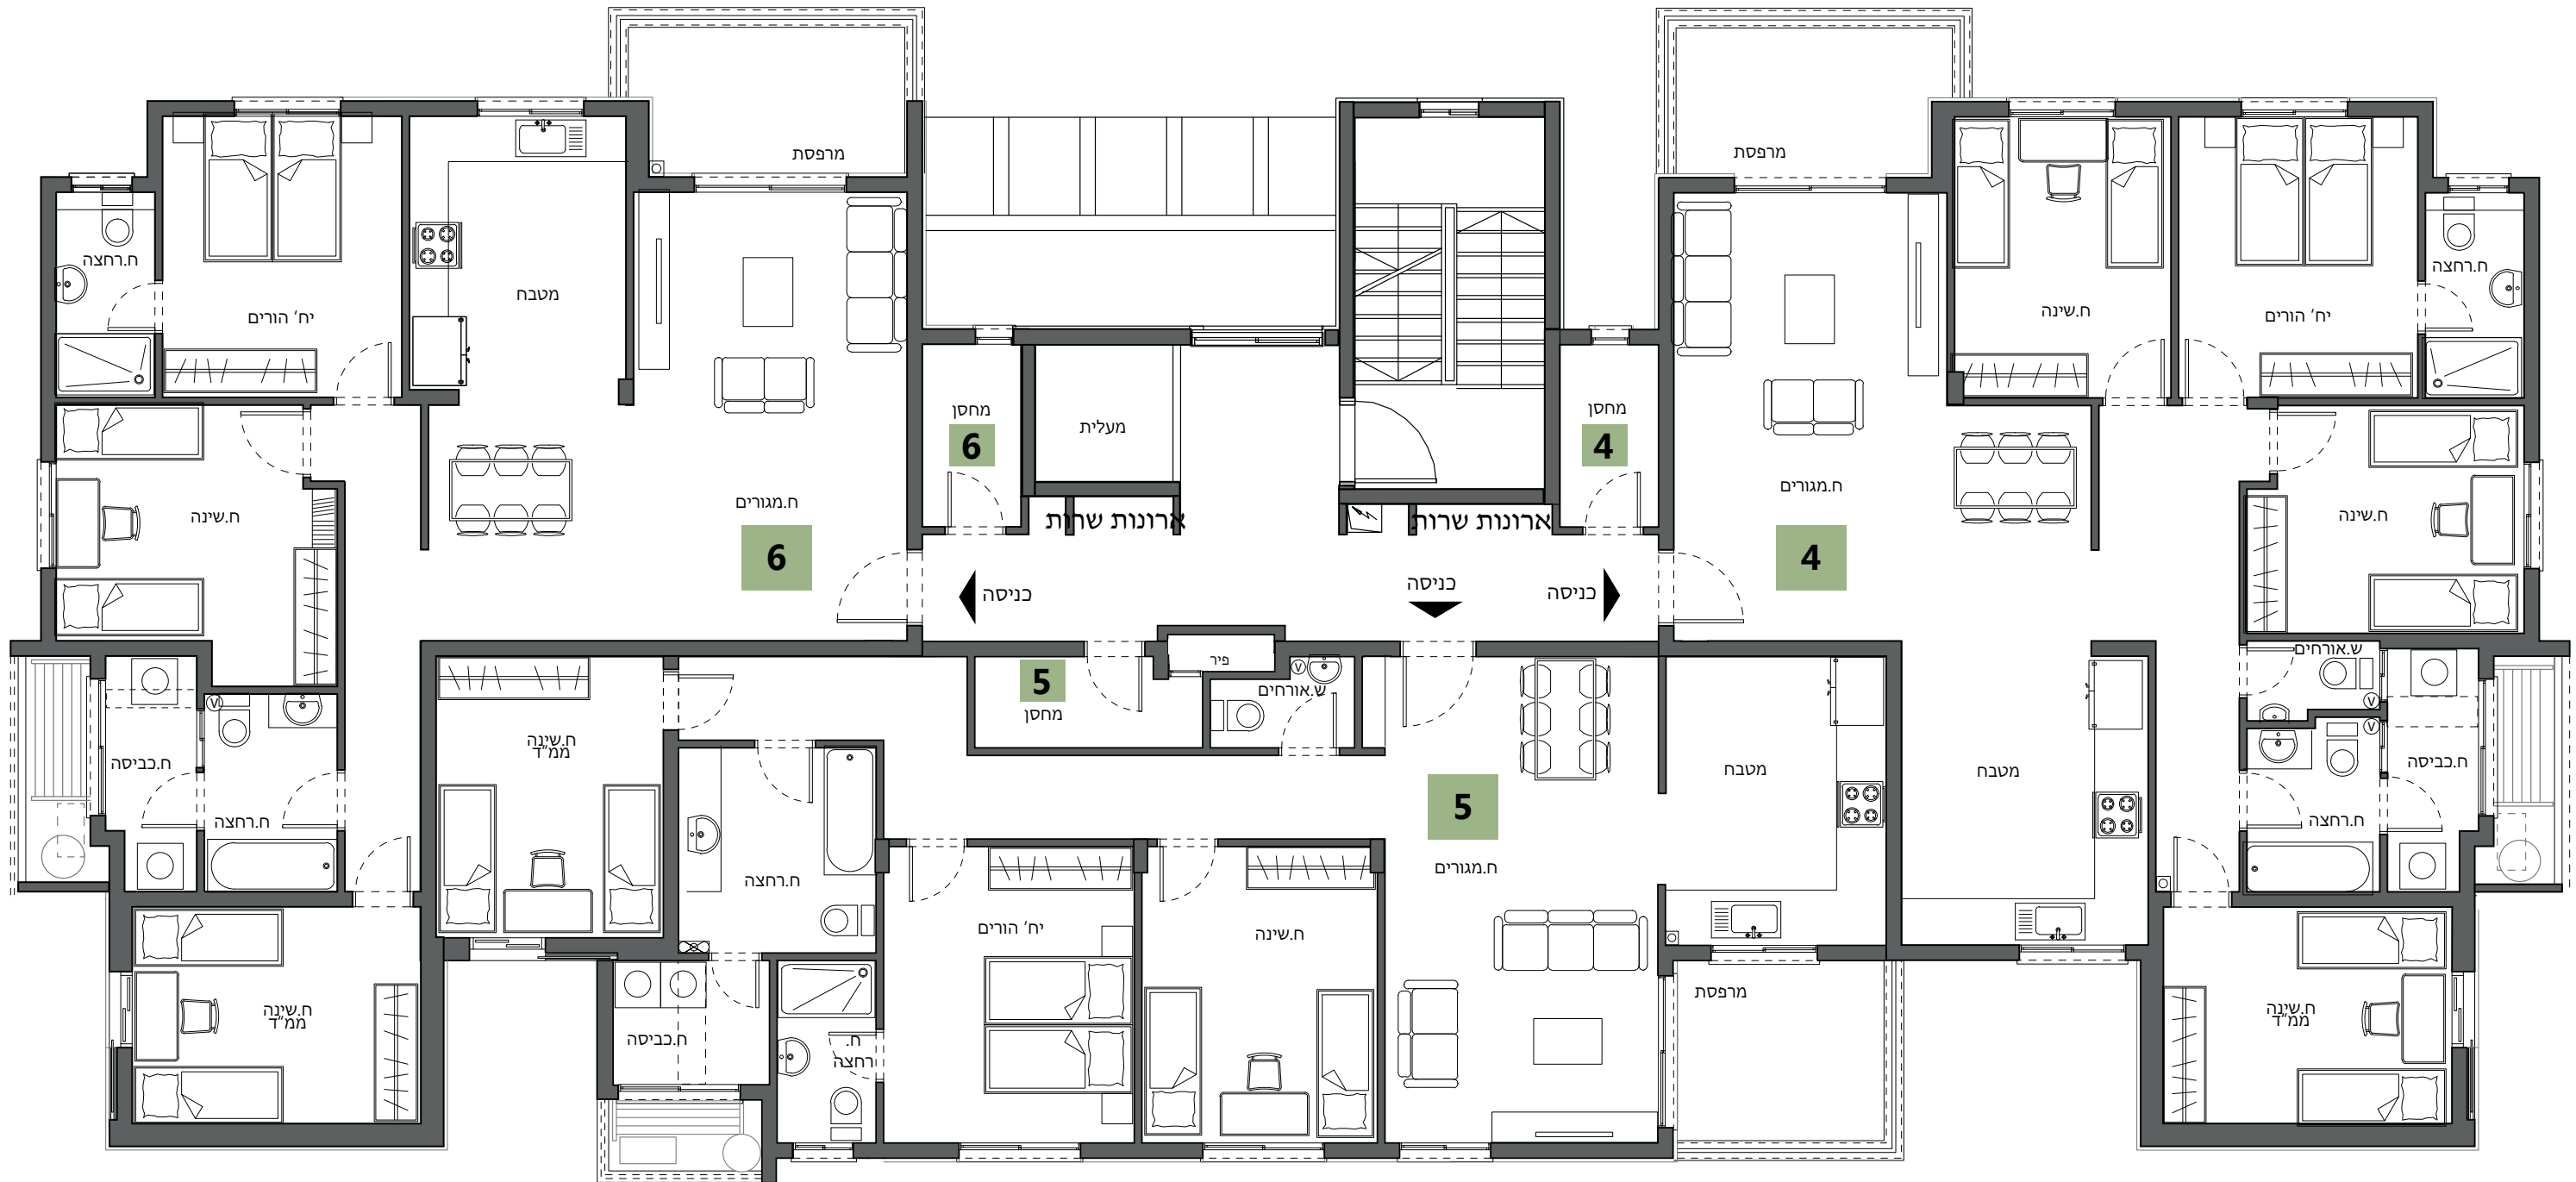 מרפסת
ח.רחצה
יח' הורים
מטבח
ח.שינה
ח.מגורים
6
ח.כביסה
ח.רחצה
ח.שינה
ממ"ד
מחסן
6
מעלית
ארונות שרות
ארונות שרות
מחסן
4
כניסה
כניסה
כניסה
מרפסת
ח.שינה
יח' הורים
ח.רחצה
ח.מגורים
4
ח.שינה
ש.אורחים
V
V
ח.כביסה
ח.רחצה
מטבח
ח.שינה
ממ"ד
V
ח.שינה
ממ"ד
5
מחסן
פיר
V
ש.אורחים
ח.רחצה
יח' הורים
ח.שינה
5
ח.מגורים
מטבח
מרפסת
ח.כביסה
ח.
רחצה